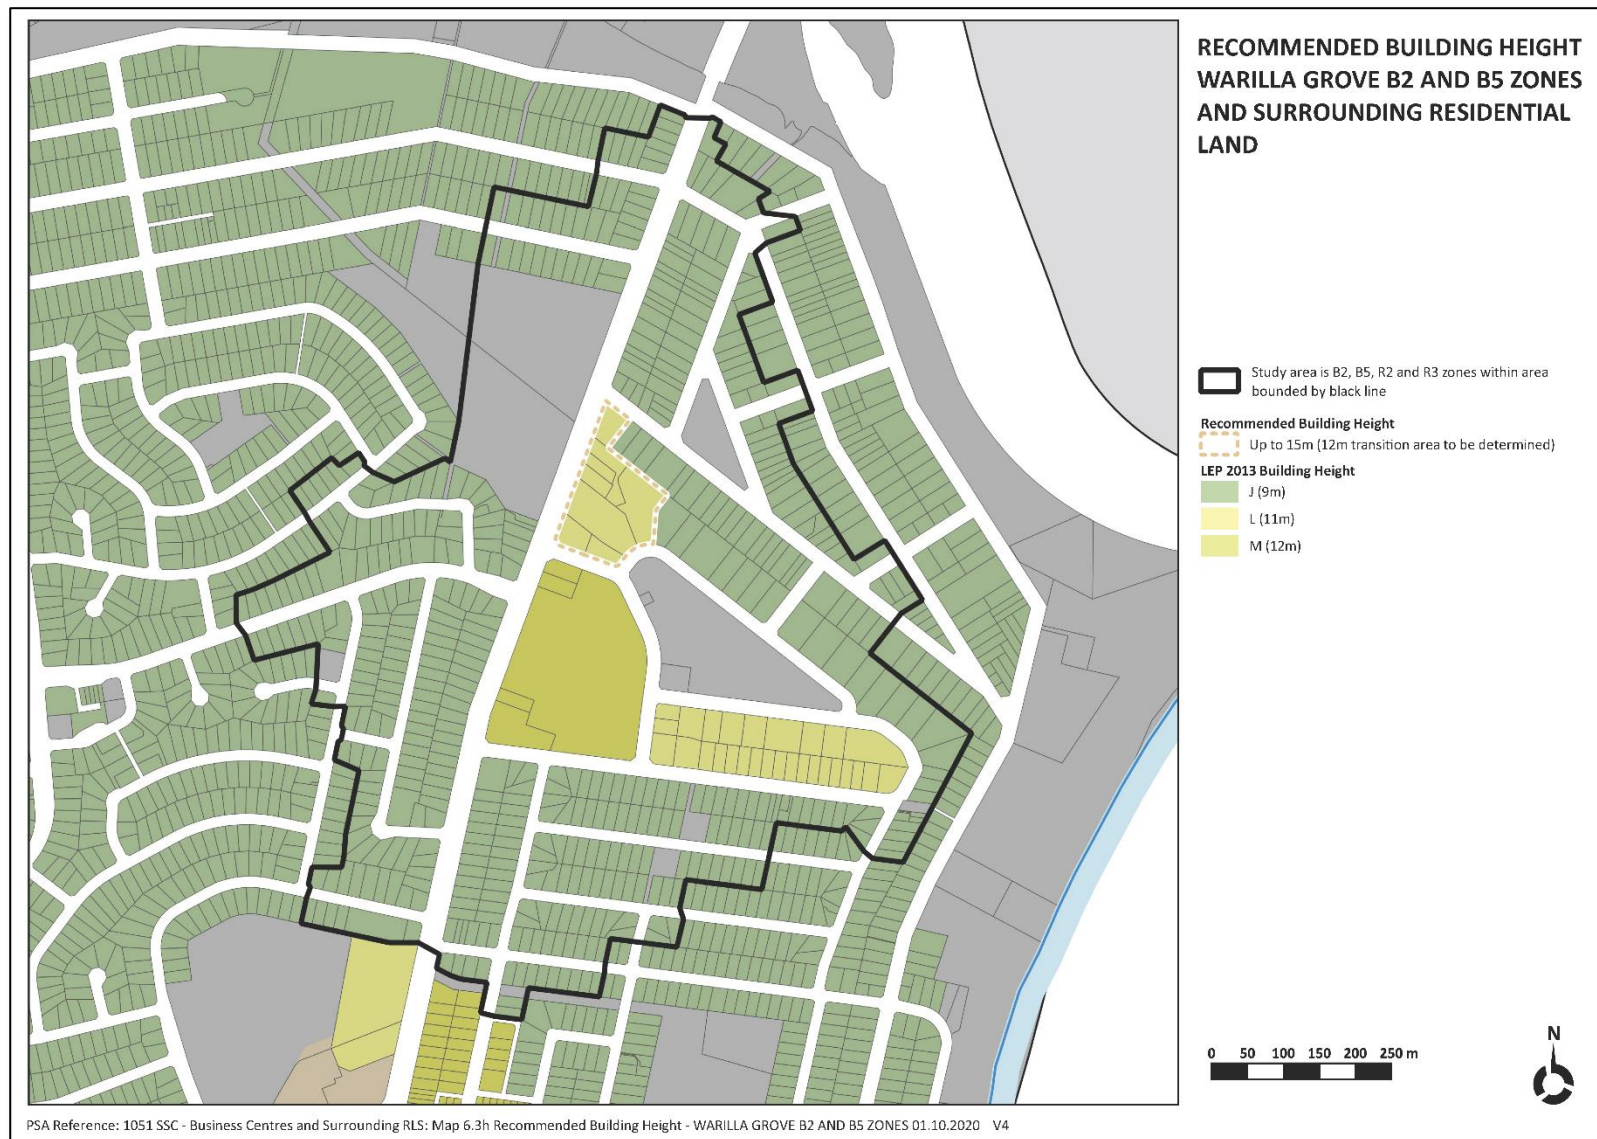 RECOMMENDED BUILDING HEIGHT
WARILLA GROVE B2 AND B5 ZONES
AND SURROUNDING RESIDENTIAL
LAND
Study area is B2, B5, R2 and R3 zones within area
bounded by black line
Recommended Building Height
Up to 15m (12m transition area to be determined)
LEP 2013 Building Height
J (9m)
L (11m)
M (12m)
N
0 50 100 150 200 250 m
PSA Reference: 1051 SSC - Business Centres and Surrounding RLS: Map 6.3h Recommended Building Height - WARILLA GROVE B2 AND B5 ZONES 01.10.2020 V4